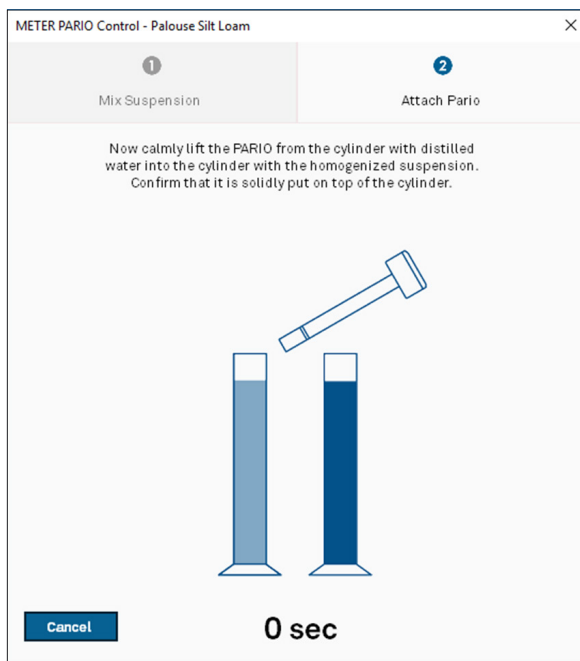 METER PARIO Control - Palouse Silt Loam
1
Mix Suspension
2
Attach Pario
Now calmly lift the PARIO from the cylinder with distilled
water into the cylinder with the homogenized suspension.
Confirm that it is solidly put on top of the cylinder.
Cancel
0 sec